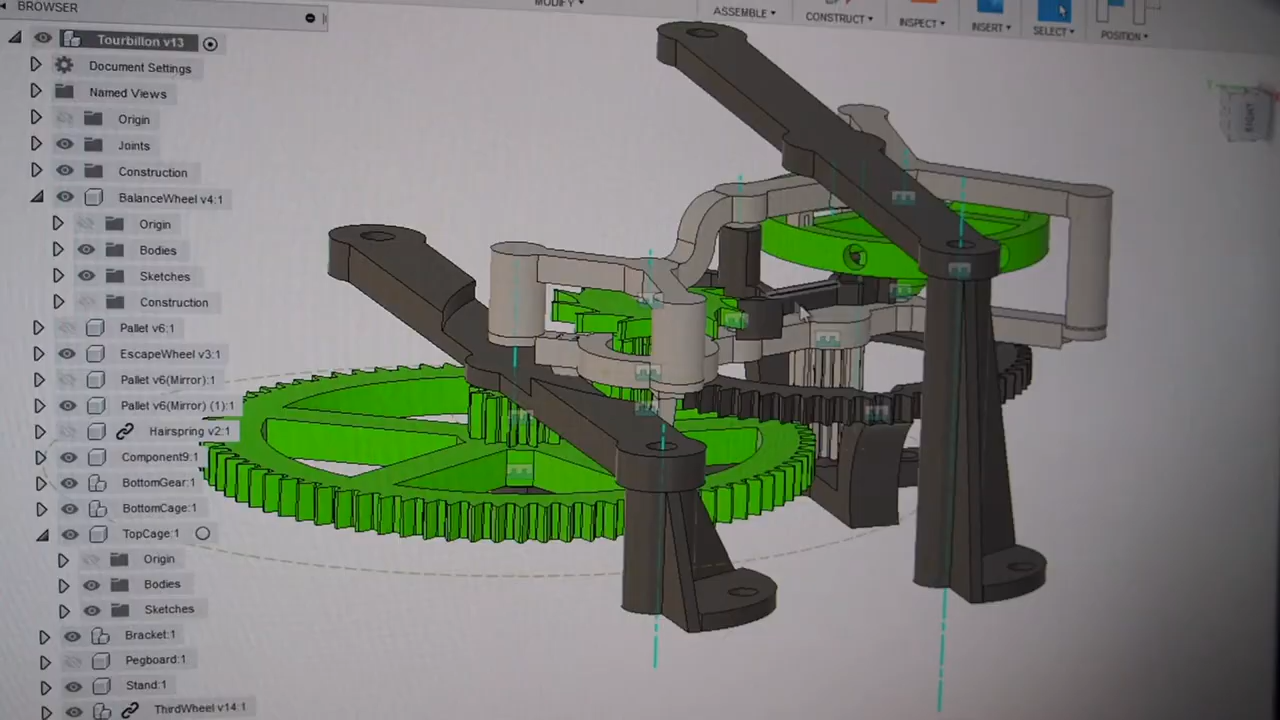 BROWSER
MODIFY
ASSEMBLE
CONSTRUCT
INSPECT
INSERT
SELECT
POSITION
Tourbillon v13
Document Settings
Named Views
Origin
Joints
Construction
BalanceWheel v4:1
Origin
Bodies
Sketches
Construction
Pallet v6:1
EscapeWheel v3:1
Pallet v6(Mirror):1
Pallet v6(Mirror) (1):1
Hairspring v2:1
Component9:1
BottomGear:1
BottomCage:1
TopCage:1
Origin
Bodies
Sketches
Bracket:1
Pegboard:1
Stand:1
ThirdWheel v14:1
RIGHT
Y